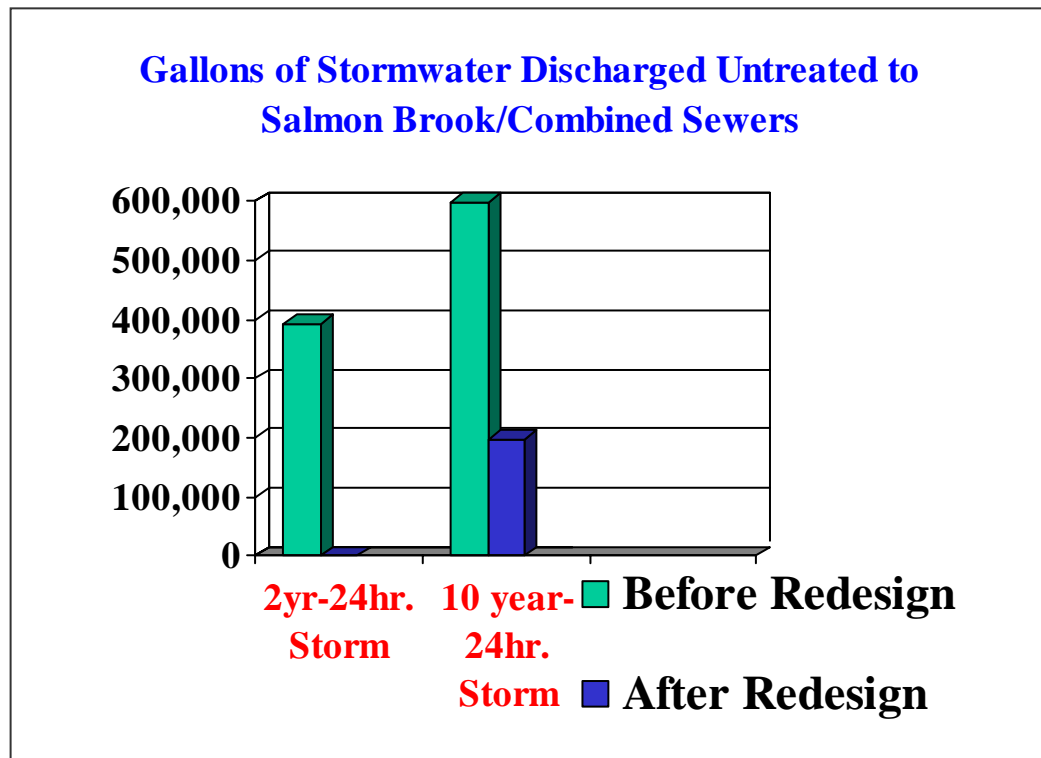 Gallons of Stormwater Discharged Untreated to
Salmon Brook/Combined Sewers
600,000
500,000
400,000
300,000
200,000
100,000
0
2yr-24hr.
Storm
10 year-
24hr.
Storm
Before Redesign
After Redesign